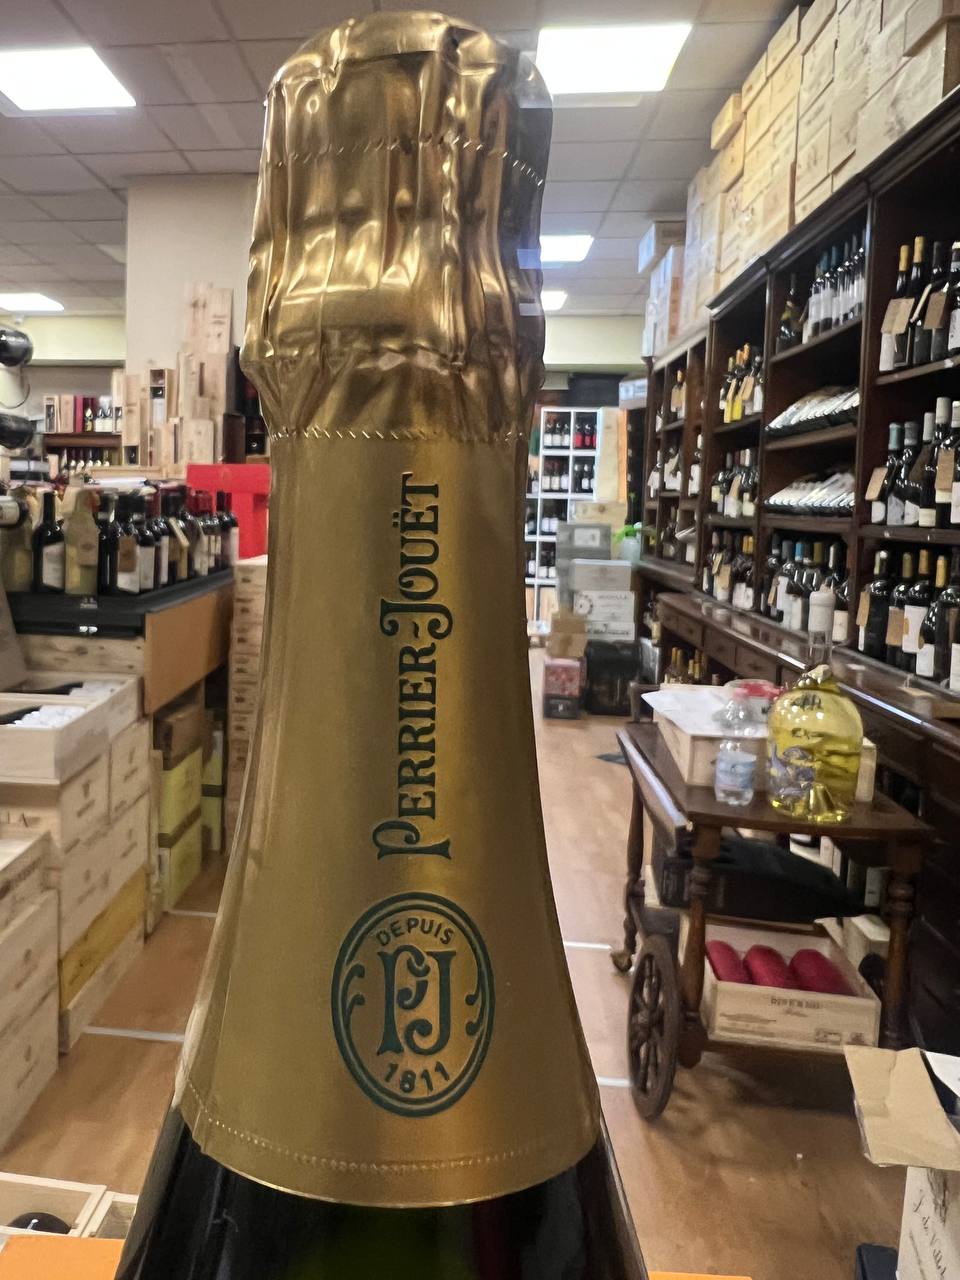 PERRIER-JOUËT
DEPUIS
PJ
1811